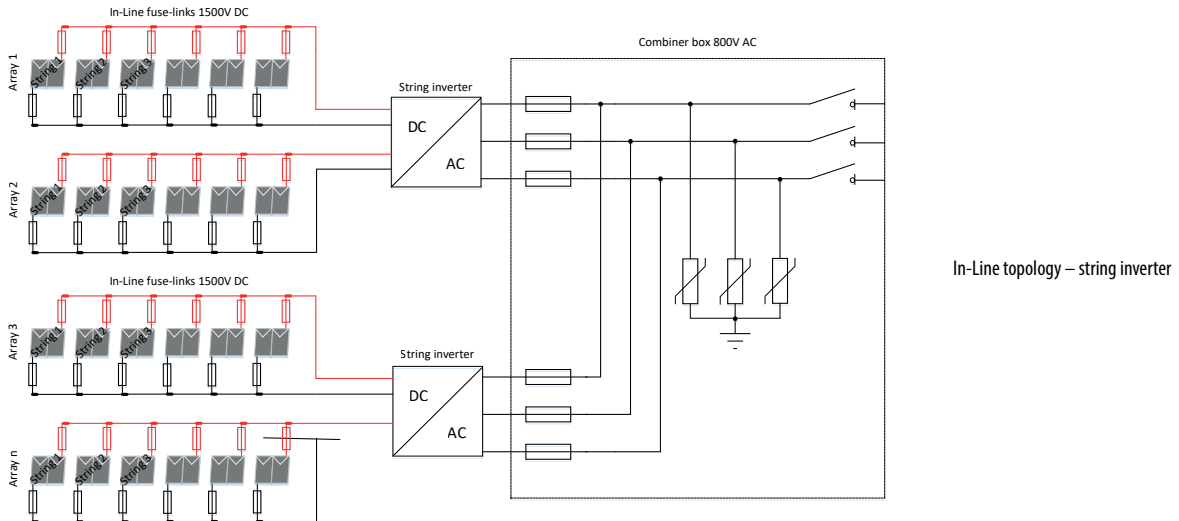 In-Line fuse-links 1500V DC
Array 1
String 1
String 2
String 3
Array 2
String 1
String 2
String 3
String inverter
DC
AC
Combiner box 800V AC
In-Line topology – string inverter
In-Line fuse-links 1500V DC
Array 3
String 1
String 2
String 3
Array n
String 1
String 2
String 3
String inverter
DC
AC